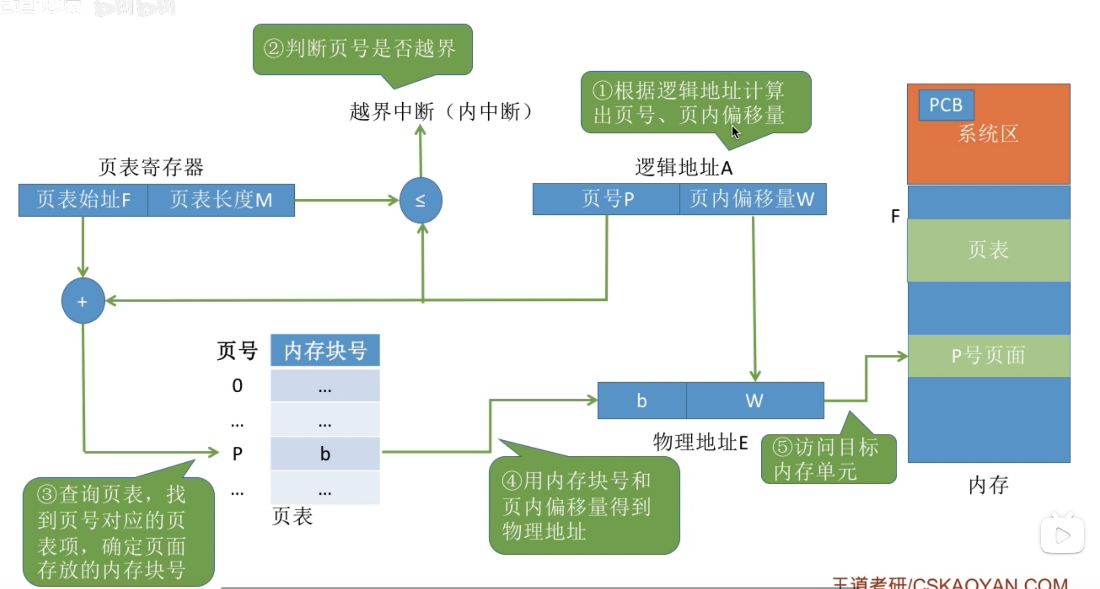 ②判断页号是否越界
越界中断（内中断）
①根据逻辑地址计算
出页号、页内偏移量
PCB
系统区
页表寄存器
页表始址F
页表长度M
≤
逻辑地址A
页号P
页内偏移量W
F
页表
+
页号
内存块号
0
...
...
...
P
b
...
...
页表
b
W
物理地址E
P号页面
内存
③查询页表，找
到页号对应的页
表项，确定页面
存放的内存块号
④用内存块号和
页内偏移量得到
物理地址
⑤访问目标
内存单元
王道考研/CSKAOYAN.COM